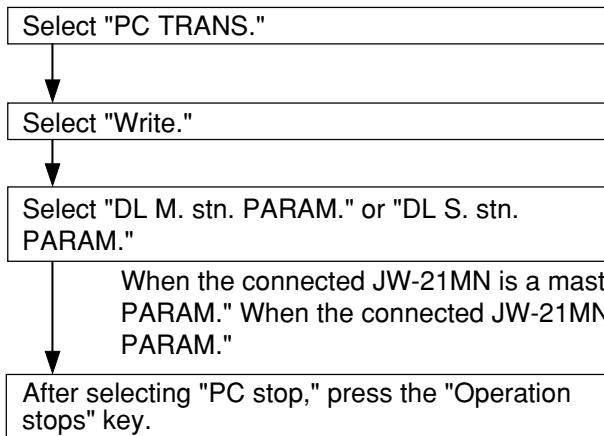 Select "PC TRANS."
Select "Write."
Select "DL M. stn. PARAM." or "DL S. stn.
PARAM."
When the connected JW-21MN is a mast
PARAM." When the connected JW-21MN
PARAM."
After selecting "PC stop," press the "Operation
stops" key.